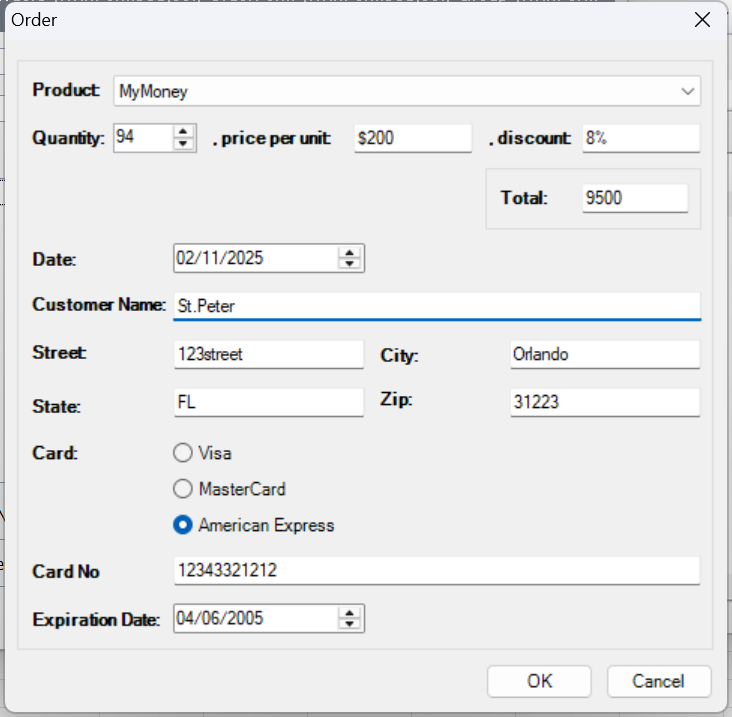 Order
Product: MyMoney
Quantity: 94 , price per unit: $200 , discount: 8%
Total: 9500
Date: 02/11/2025
Customer Name: St.Peter
Street: 123street City: Orlando
State: FL Zip: 31223
Card: Visa
MasterCard
American Express
Card No 12343321212
Expiration Date: 04/06/2005
OK Cancel